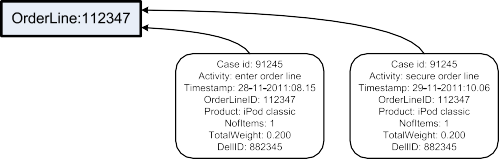 OrderLine:112347
Case id: 91245
Activity: enter order line
Timestamp: 28-11-2011:08.15
OrderLineID: 112347
Product: iPod classic
NofItems: 1
TotalWeight: 0.200
DellID: 882345
Case id: 91245
Activity: secure order line
Timestamp: 29-11-2011:10.06
OrderLineID: 112347
Product: iPod classic
NofItems: 1
TotalWeight: 0.200
DellID: 882345